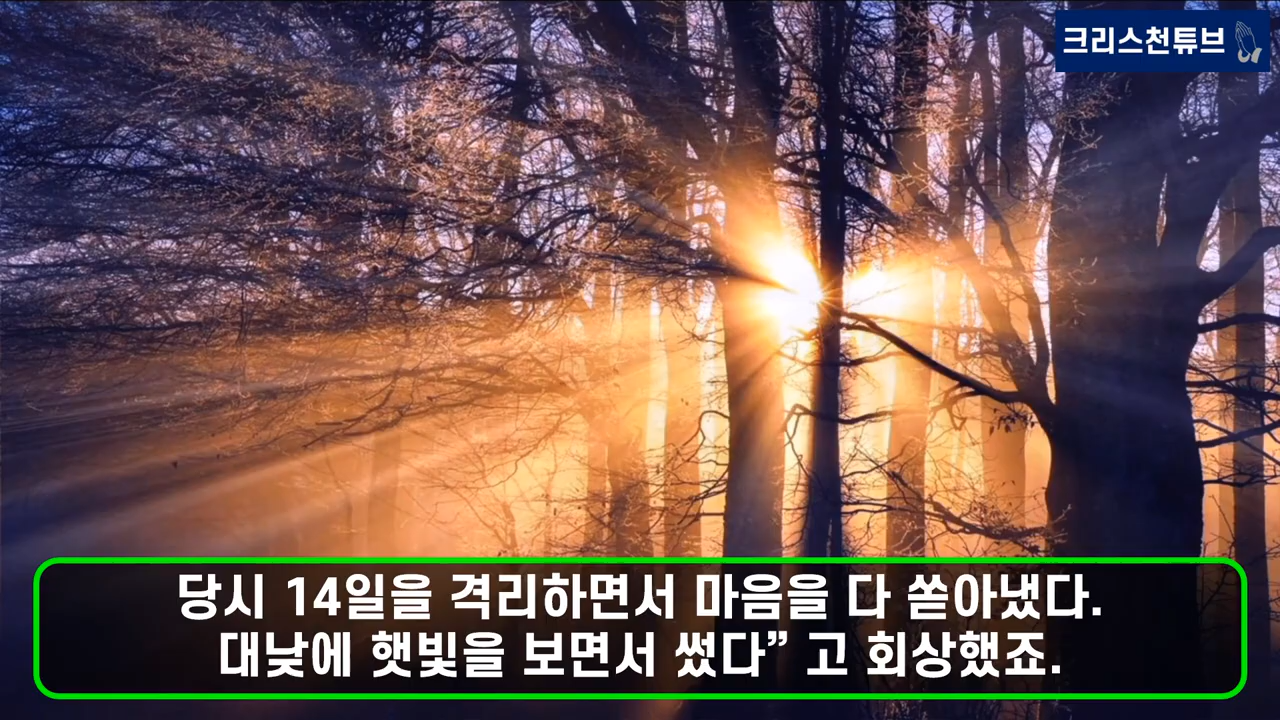 크리스천튜브
당시 14일을 격리하면서 마음을 다 쏟아냈다.
대낮에 햇빛을 보면서 썼다” 고 회상했죠.